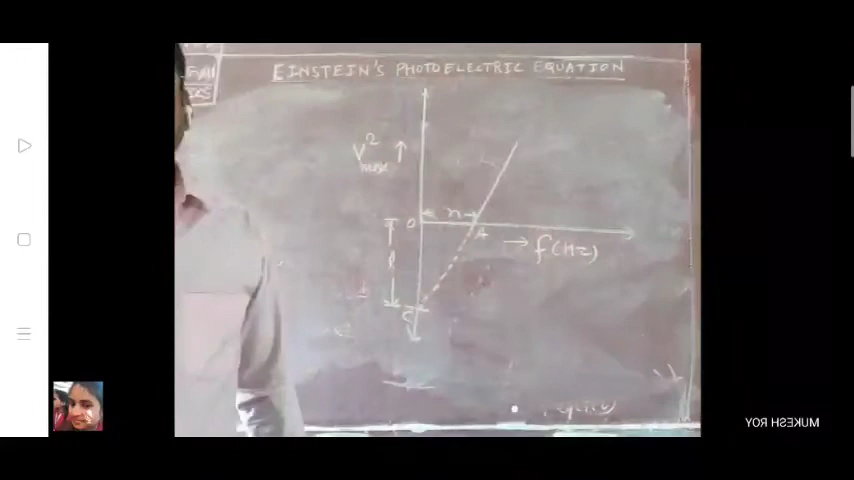 EINSTEIN'S PHOTOELECTRIC EQUATION
V²max ↑
n
O
A
→ f(Hz)
C
MUKESH ROY